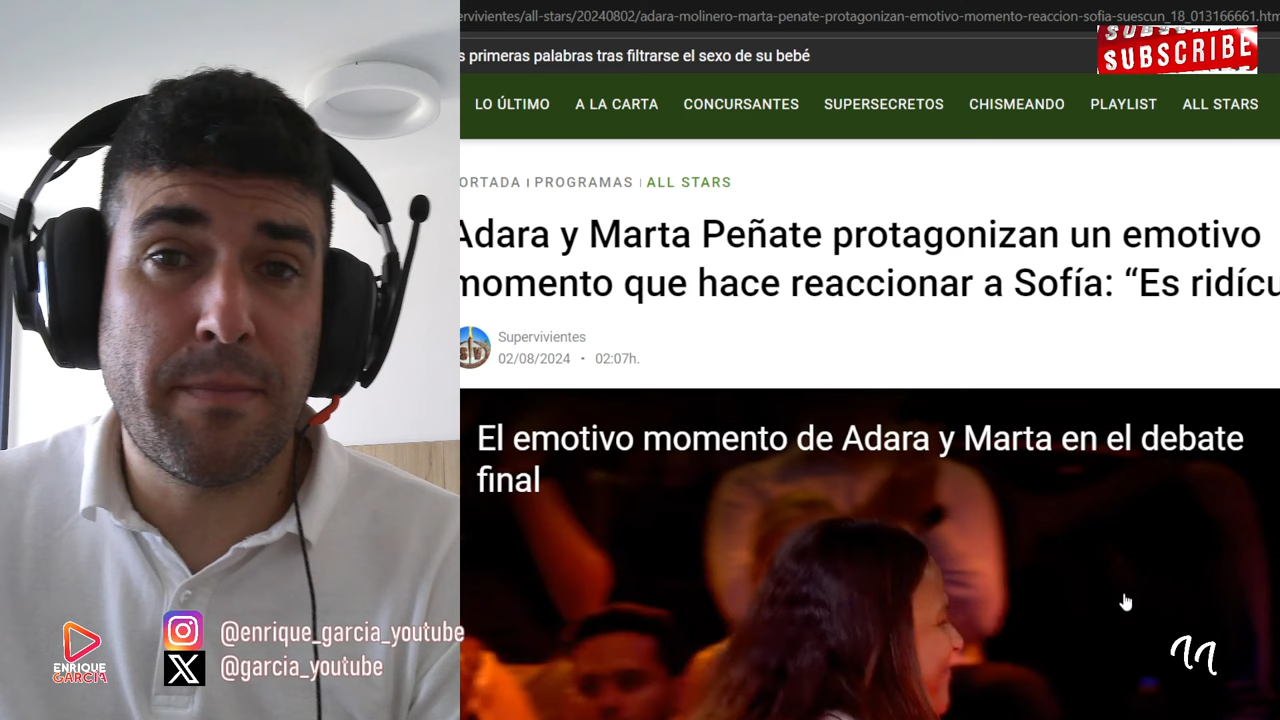 ervivientes/all-stars/20240802/adara-molinero-marta-penate-protagonizan-emotivo-momento-reaccion-sofia-suescun_18_013166661.htm
s primeras palabras tras filtrarse el sexo de su bebé
SUBSCRIBE
SUBSCRIBE
LO ÚLTIMO A LA CARTA CONCURSANTES SUPERSECRETOS CHISMEANDO PLAYLIST ALL STARS
ORTADA PROGRAMAS ALL STARS
Adara y Marta Peñate protagonizan un emotivo
momento que hace reaccionar a Sofía: “Es ridícu
Supervivientes
02/08/2024 • 02:07h.
El emotivo momento de Adara y Marta en el debate
final
ENRIQUE
GARCIA
@enrique_garcia_youtube
@garcia_youtube